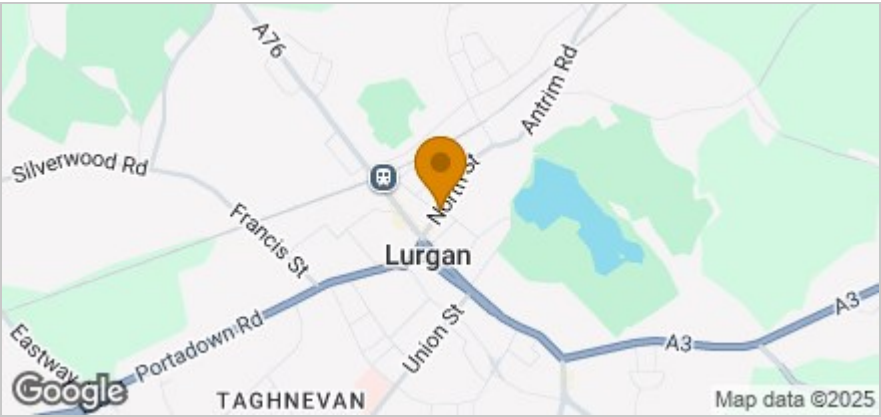 A76
Antrim Rd
Silverwood Rd
North St
Francis St
Lurgan
A3
Portadown Rd
Union St
A3
Eastway
TAGHNEVAN
Google
Map data ©2025